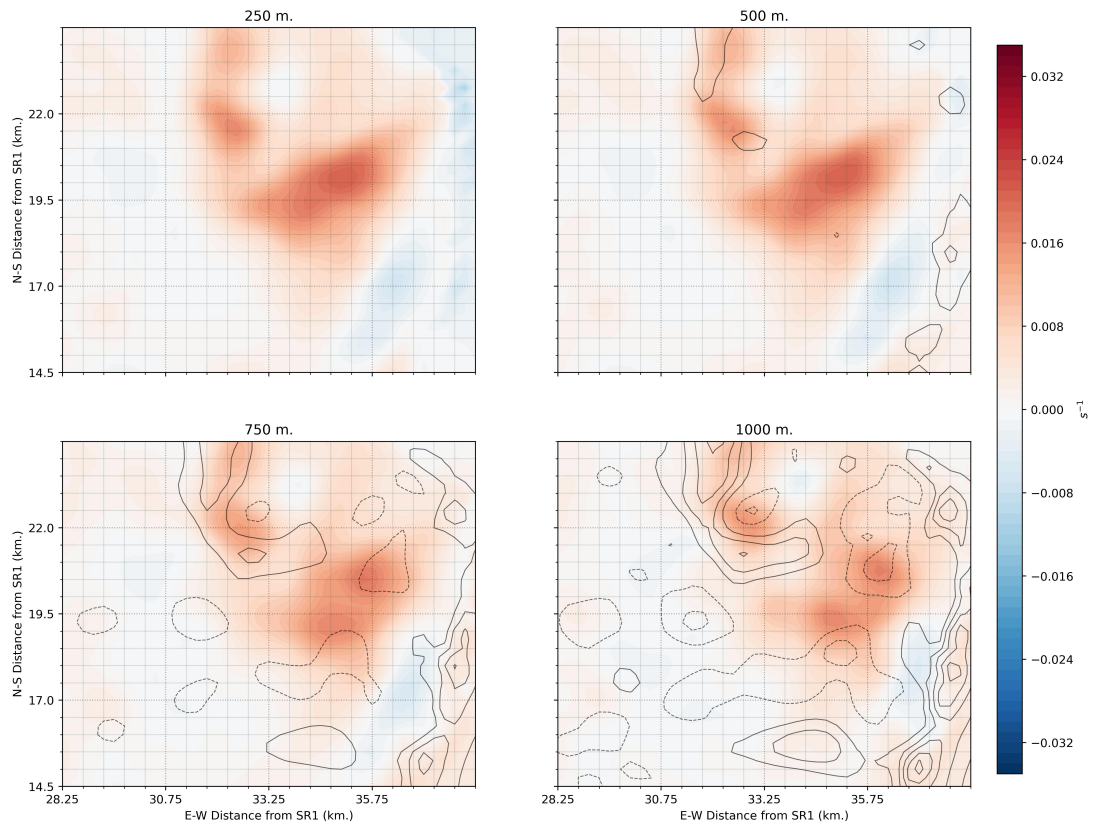 250 m.
500 m.
N-S Distance from SR1 (km.)
22.0
19.5
17.0
14.5
750 m.
1000 m.
N-S Distance from SR1 (km.)
22.0
19.5
17.0
14.5
28.25
30.75
33.25
35.75
E-W Distance from SR1 (km.)
28.25
30.75
33.25
35.75
E-W Distance from SR1 (km.)
0.032
0.024
0.016
0.008
0.000
−0.008
−0.016
−0.024
−0.032
s⁻¹